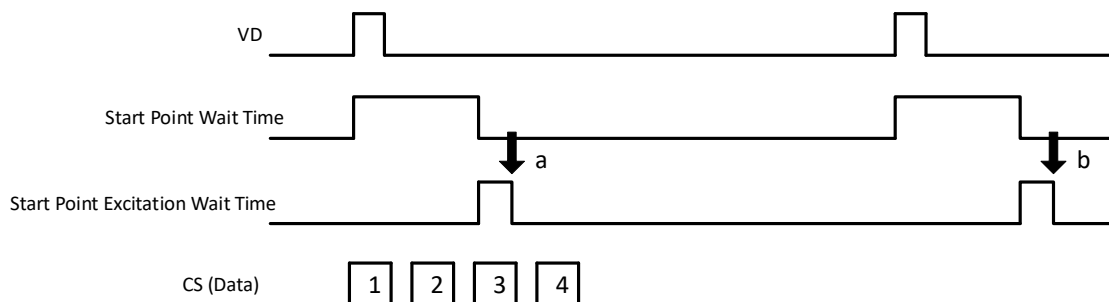 VD
Start Point Wait Time
a
b
Start Point Excitation Wait Time
CS (Data) 1 2 3 4